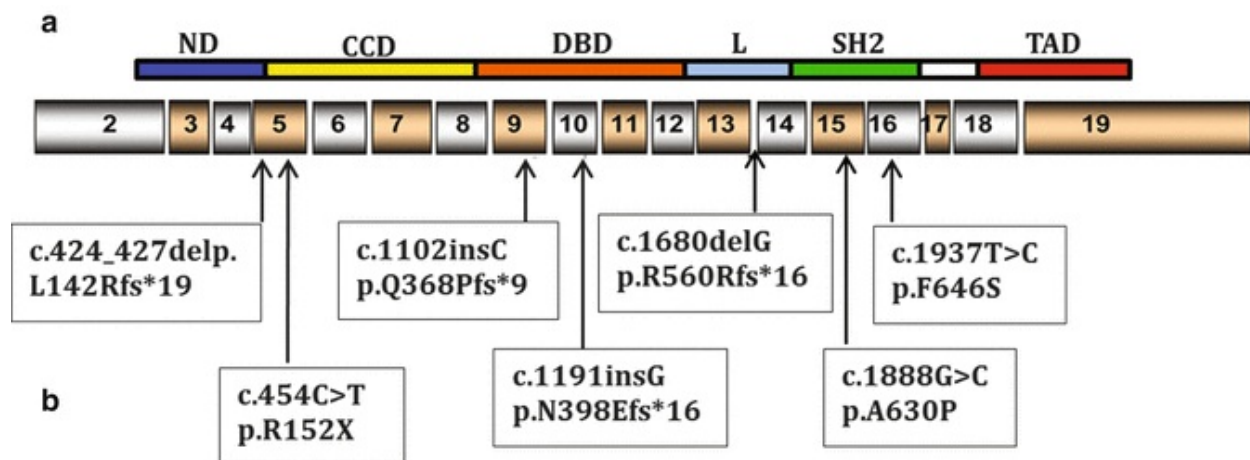 a
ND CCD DBD L SH2 TAD
2 3 4 5 6 7 8 9 10 11 12 13 14 15 16 17 18 19
c.424_427delp.
L142Rfs*19
c.1102insC
p.Q368Pfs*9
c.1680delG
p.R560Rfs*16
c.1937T>C
p.F646S
c.454C>T
p.R152X
c.1191insG
p.N398Efs*16
c.1888G>C
p.A630P
b